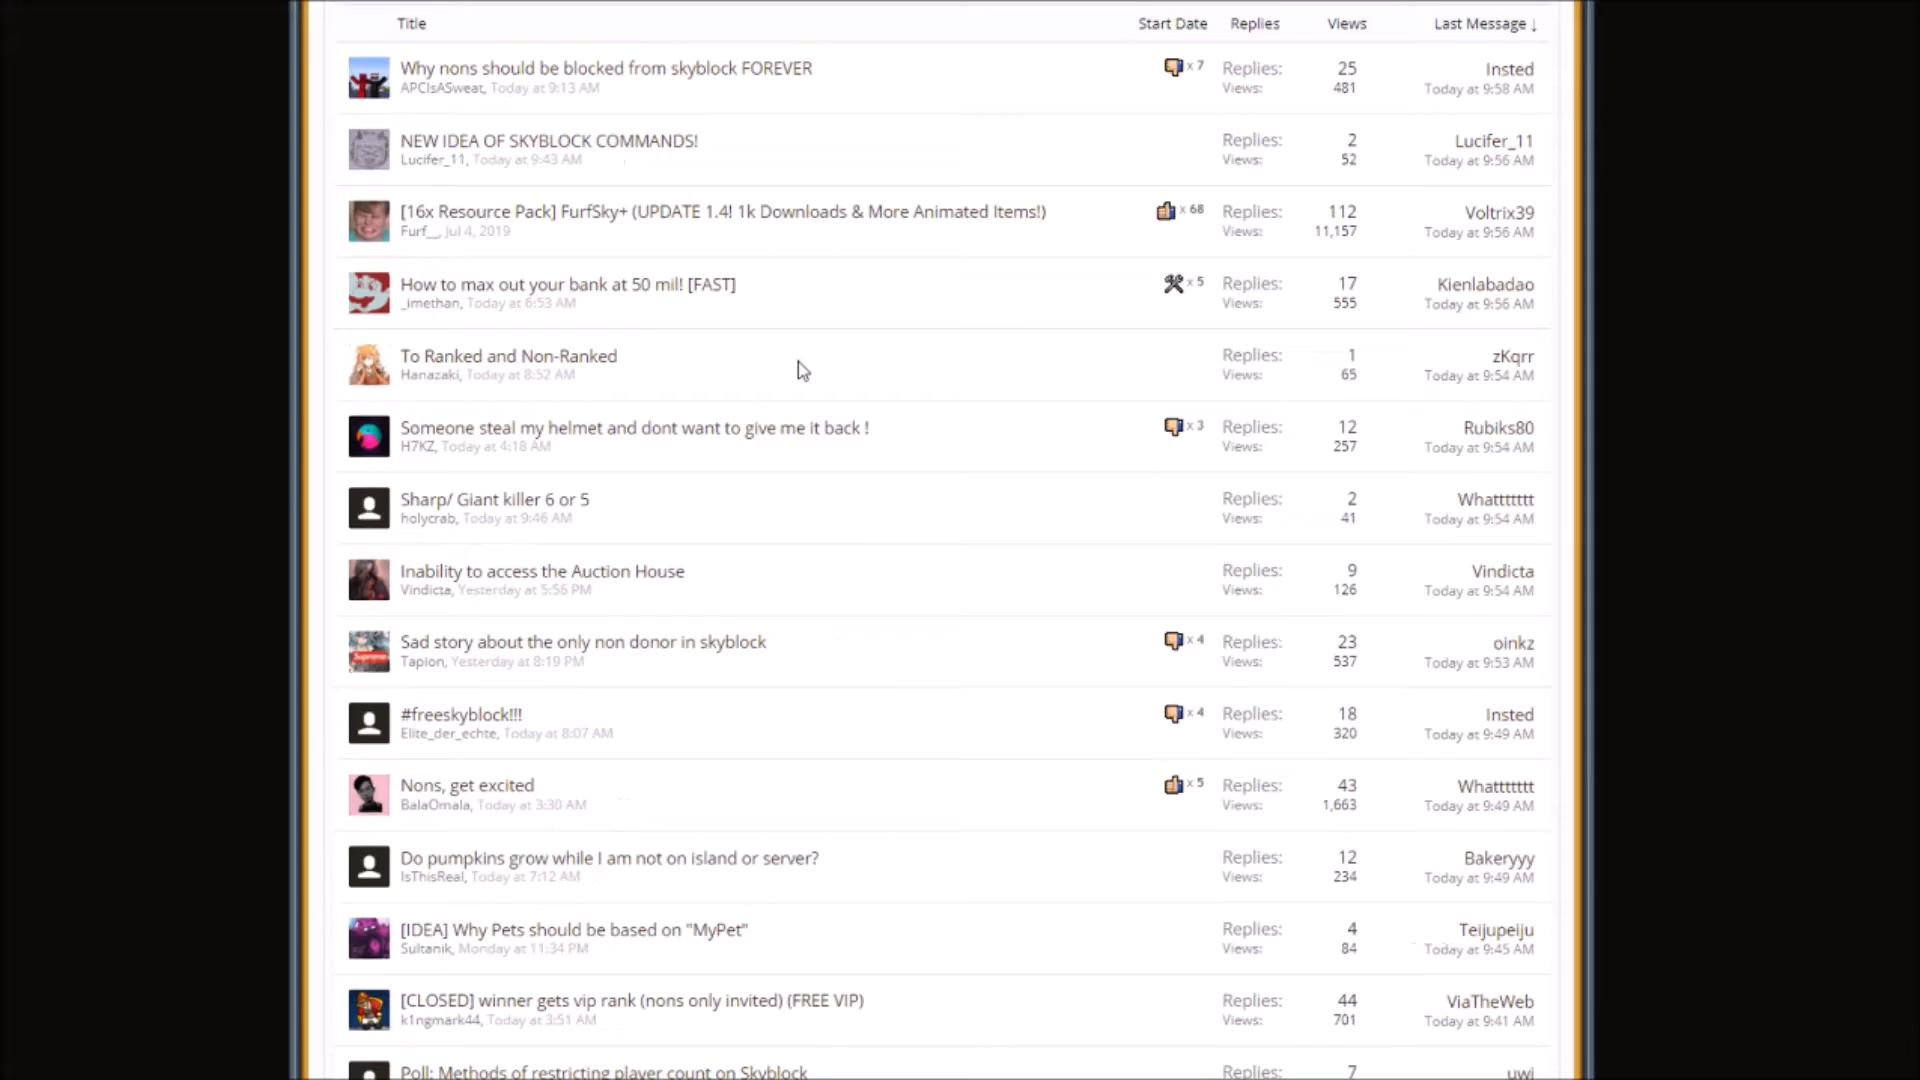 Title Start Date Replies Views Last Message ↓
Why nons should be blocked from skyblock FOREVER x 7 Replies: 25 Insted
APCIsASweat, Today at 9:13 AM Views: 481 Today at 9:58 AM
NEW IDEA OF SKYBLOCK COMMANDS! Replies: 2 Lucifer_11
Lucifer_11, Today at 9:43 AM Views: 52 Today at 9:56 AM
[16x Resource Pack] FurfSky+ (UPDATE 1.4! 1k Downloads & More Animated Items!) x 68 Replies: 112 Voltrix39
Furf__, Jul 4, 2019 Views: 11,157 Today at 9:56 AM
How to max out your bank at 50 mil! [FAST] x 5 Replies: 17 Kienlabadao
_imethan, Today at 6:53 AM Views: 555 Today at 9:56 AM
To Ranked and Non-Ranked Replies: 1 zKqrr
Hanazaki, Today at 8:52 AM Views: 65 Today at 9:54 AM
Someone steal my helmet and dont want to give me it back ! x 3 Replies: 12 Rubiks80
H7KZ, Today at 4:18 AM Views: 257 Today at 9:54 AM
Sharp/ Giant killer 6 or 5 Replies: 2 Whattttttt
holycrab, Today at 9:46 AM Views: 41 Today at 9:54 AM
Inability to access the Auction House Replies: 9 Vindicta
Vindicta, Yesterday at 5:56 PM Views: 126 Today at 9:54 AM
Sad story about the only non donor in skyblock x 4 Replies: 23 oinkz
Tapion, Yesterday at 8:19 PM Views: 537 Today at 9:53 AM
#freeskyblock!!! x 4 Replies: 18 Insted
Elite_der_echte, Today at 8:07 AM Views: 320 Today at 9:49 AM
Nons, get excited x 5 Replies: 43 Whattttttt
BalaOmala, Today at 3:30 AM Views: 1,663 Today at 9:49 AM
Do pumpkins grow while I am not on island or server? Replies: 12 Bakeryyy
IsThisReal, Today at 7:12 AM Views: 234 Today at 9:49 AM
[IDEA] Why Pets should be based on "MyPet" Replies: 4 Teijupeiju
Sultanik, Monday at 11:34 PM Views: 84 Today at 9:45 AM
[CLOSED] winner gets vip rank (nons only invited) (FREE VIP) Replies: 44 ViaTheWeb
k1ngmark44, Today at 3:51 AM Views: 701 Today at 9:41 AM
Poll: Methods of restricting player count on Skyblock Replies: 7 uwi